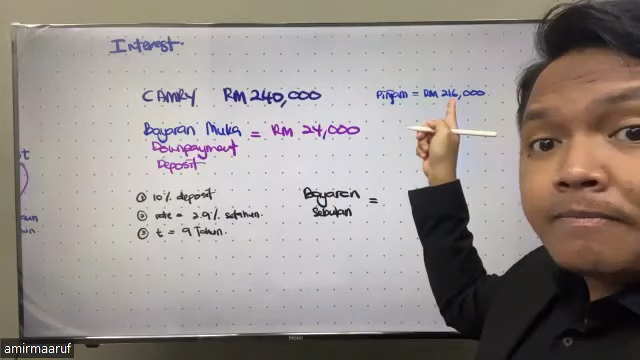 Interest.
CAMRY RM 240,000
Pinjam = RM 216,000
Bayaran Muka = RM 24,000
Downpayment
Deposit
① 10% deposit
② rate = 2.9% setahun.
③ t = 9 Tahun.
Bayaran =
Sebulan
Haier
amirmaaruf